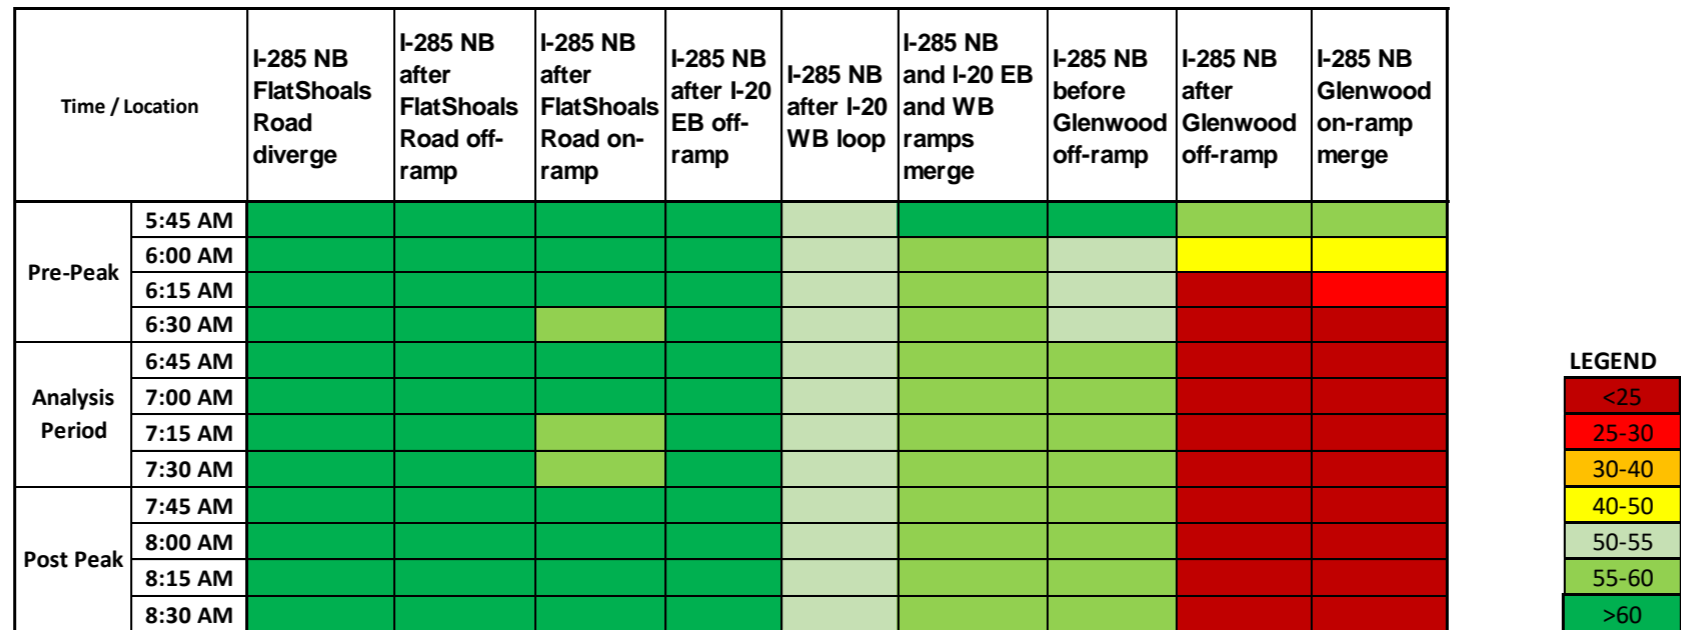 Time / Location
I-285 NB
FlatShoals
Road
diverge
I-285 NB
after
FlatShoals
Road off-
ramp
I-285 NB
after
FlatShoals
Road on-
ramp
I-285 NB
after I-20
EB off-
ramp
I-285 NB
after I-20
WB loop
I-285 NB
and I-20 EB
and WB
ramps
merge
I-285 NB
before
Glenwood
off-ramp
I-285 NB
after
Glenwood
off-ramp
I-285 NB
Glenwood
on-ramp
merge
Pre-Peak
5:45 AM
6:00 AM
6:15 AM
6:30 AM
Analysis
Period
6:45 AM
7:00 AM
7:15 AM
7:30 AM
Post Peak
7:45 AM
8:00 AM
8:15 AM
8:30 AM
LEGEND
<25
25-30
30-40
40-50
50-55
55-60
>60